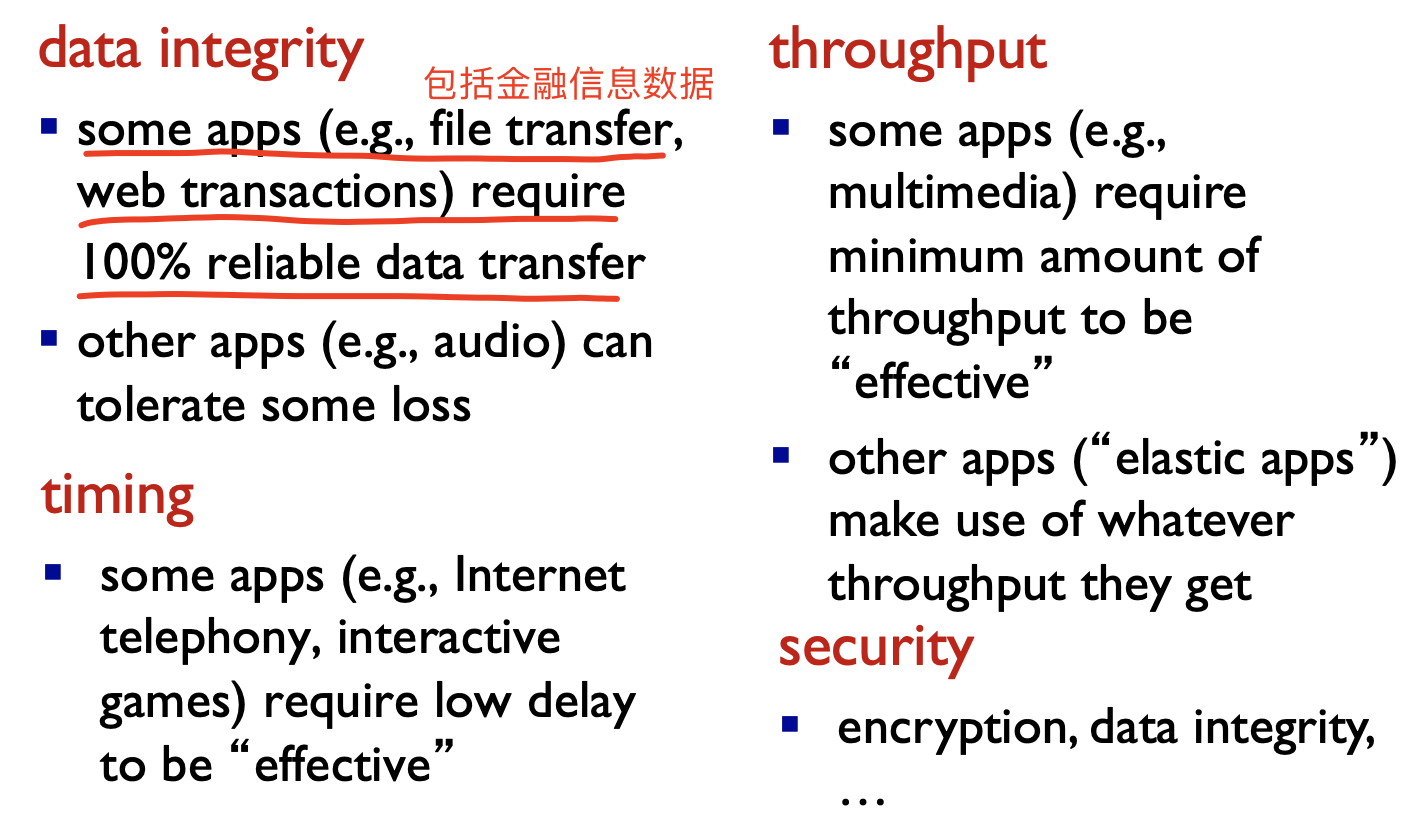 data integrity
包括金融信息数据
▪ some apps (e.g., file transfer,
web transactions) require
100% reliable data transfer
▪ other apps (e.g., audio) can
tolerate some loss
timing
▪ some apps (e.g., Internet
telephony, interactive
games) require low delay
to be “effective”
throughput
▪ some apps (e.g.,
multimedia) require
minimum amount of
throughput to be
“effective”
▪ other apps (“elastic apps”)
make use of whatever
throughput they get
security
▪ encryption, data integrity,
…